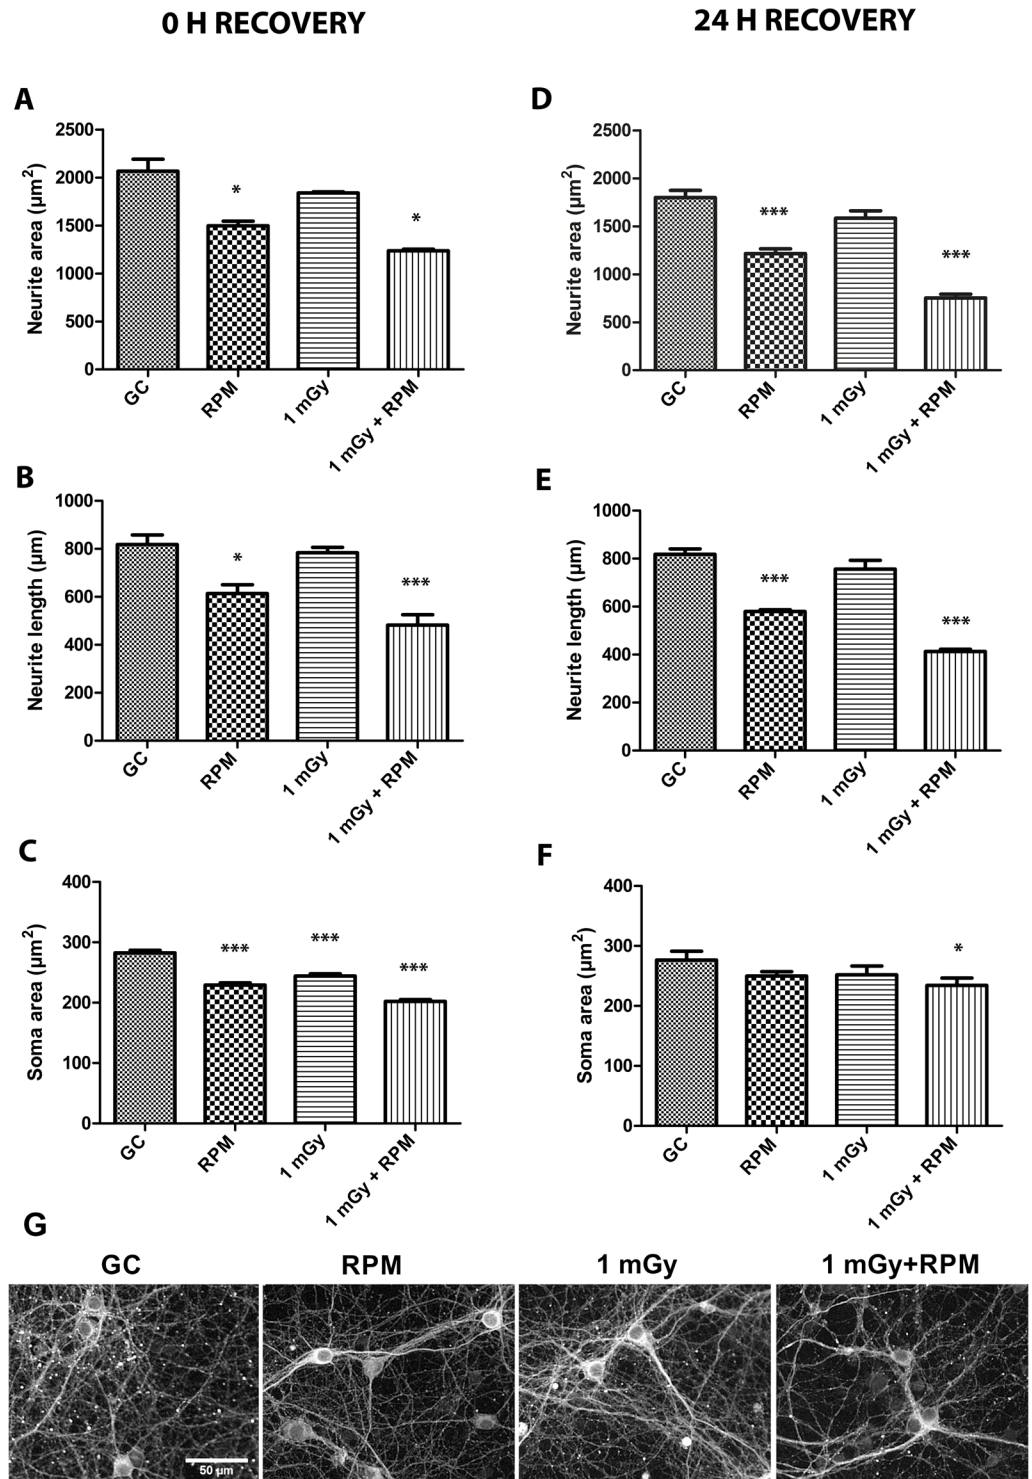 0 H RECOVERY
24 H RECOVERY
A
Neurite area (µm²)
2500
2000
1500
1000
500
0
*
*
GC
RPM
1 mGy
1 mGy + RPM
D
Neurite area (µm²)
2500
2000
1500
1000
500
0
***
***
GC
RPM
1 mGy
1 mGy + RPM
B
Neurite length (µm)
1000
800
600
400
200
0
*
***
GC
RPM
1 mGy
1 mGy + RPM
E
Neurite length (µm)
1000
800
600
400
200
0
***
***
GC
RPM
1 mGy
1 mGy + RPM
C
Soma area (µm²)
400
300
200
100
0
***
***
***
GC
RPM
1 mGy
1 mGy + RPM
F
Soma area (µm²)
400
300
200
100
0
*
GC
RPM
1 mGy
1 mGy + RPM
G
GC
RPM
1 mGy
1 mGy+RPM
50 µm